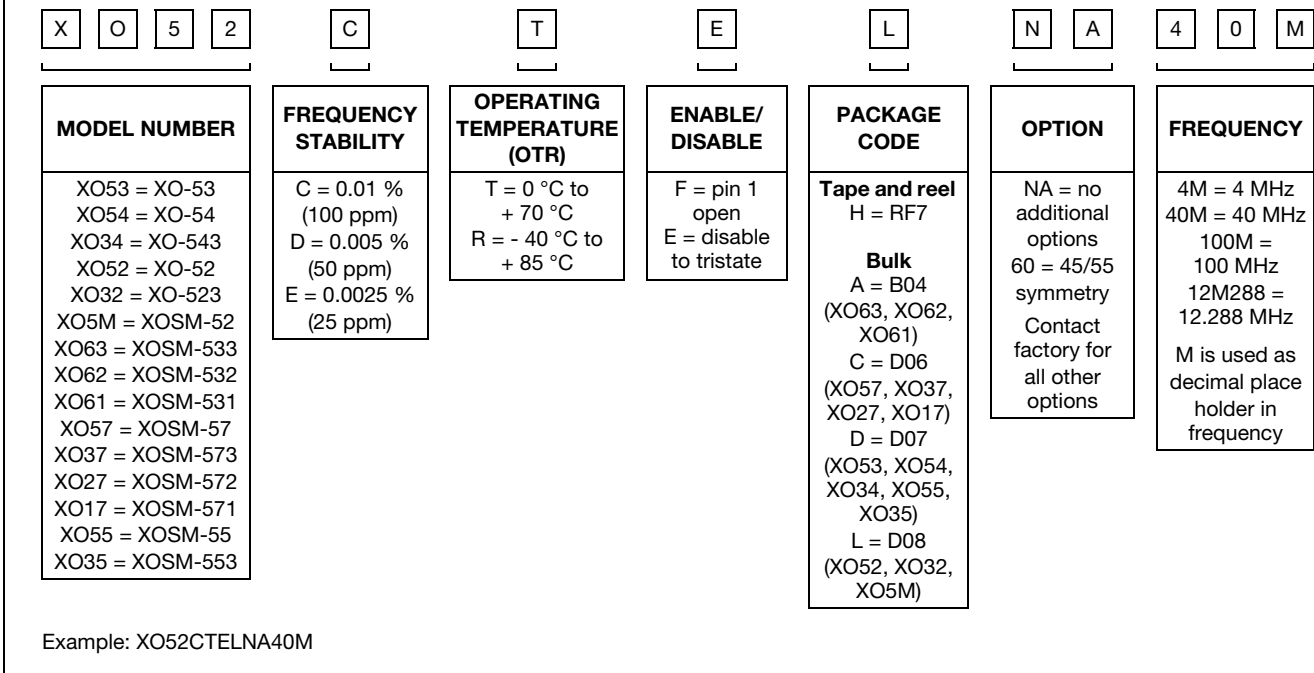 X O 5 2 C T E L N A 4 0 M
MODEL NUMBER
XO53 = XO-53
XO54 = XO-54
XO34 = XO-543
XO52 = XO-52
XO32 = XO-523
XO5M = XOSM-52
XO63 = XOSM-533
XO62 = XOSM-532
XO61 = XOSM-531
XO57 = XOSM-57
XO37 = XOSM-573
XO27 = XOSM-572
XO17 = XOSM-571
XO55 = XOSM-55
XO35 = XOSM-553
FREQUENCY
STABILITY
C = 0.01 %
(100 ppm)
D = 0.005 %
(50 ppm)
E = 0.0025 %
(25 ppm)
OPERATING
TEMPERATURE
(OTR)
T = 0 °C to
+ 70 °C
R = - 40 °C to
+ 85 °C
ENABLE/
DISABLE
F = pin 1
open
E = disable
to tristate
PACKAGE
CODE
Tape and reel
H = RF7
Bulk
A = B04
(XO63, XO62,
XO61)
C = D06
(XO57, XO37,
XO27, XO17)
D = D07
(XO53, XO54,
XO34, XO55,
XO35)
L = D08
(XO52, XO32,
XO5M)
OPTION
NA = no
additional
options
60 = 45/55
symmetry
Contact
factory for
all other
options
FREQUENCY
4M = 4 MHz
40M = 40 MHz
100M =
100 MHz
12M288 =
12.288 MHz
M is used as
decimal place
holder in
frequency
Example: XO52CTELNA40M